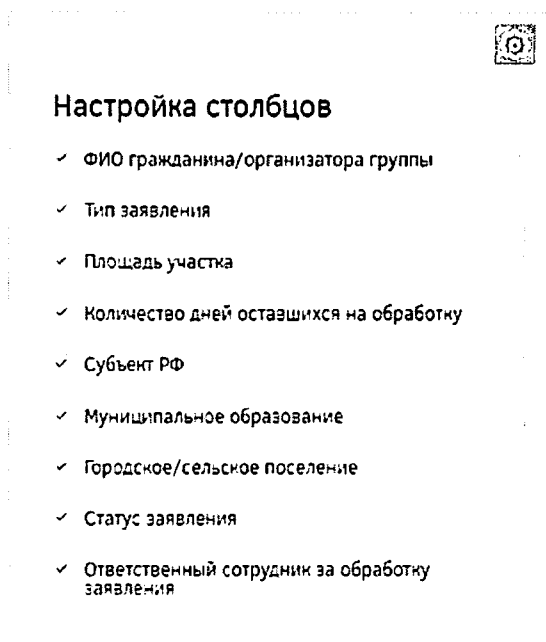 Настройка столбцов
ФИО гражданина/организатора группы
Тип заявления
Площадь участка
Количество дней оставшихся на обработку
Субъект РФ
Муниципальное образование
Городское/сельское поселение
Статус заявления
Ответственный сотрудник за обработку
заявления